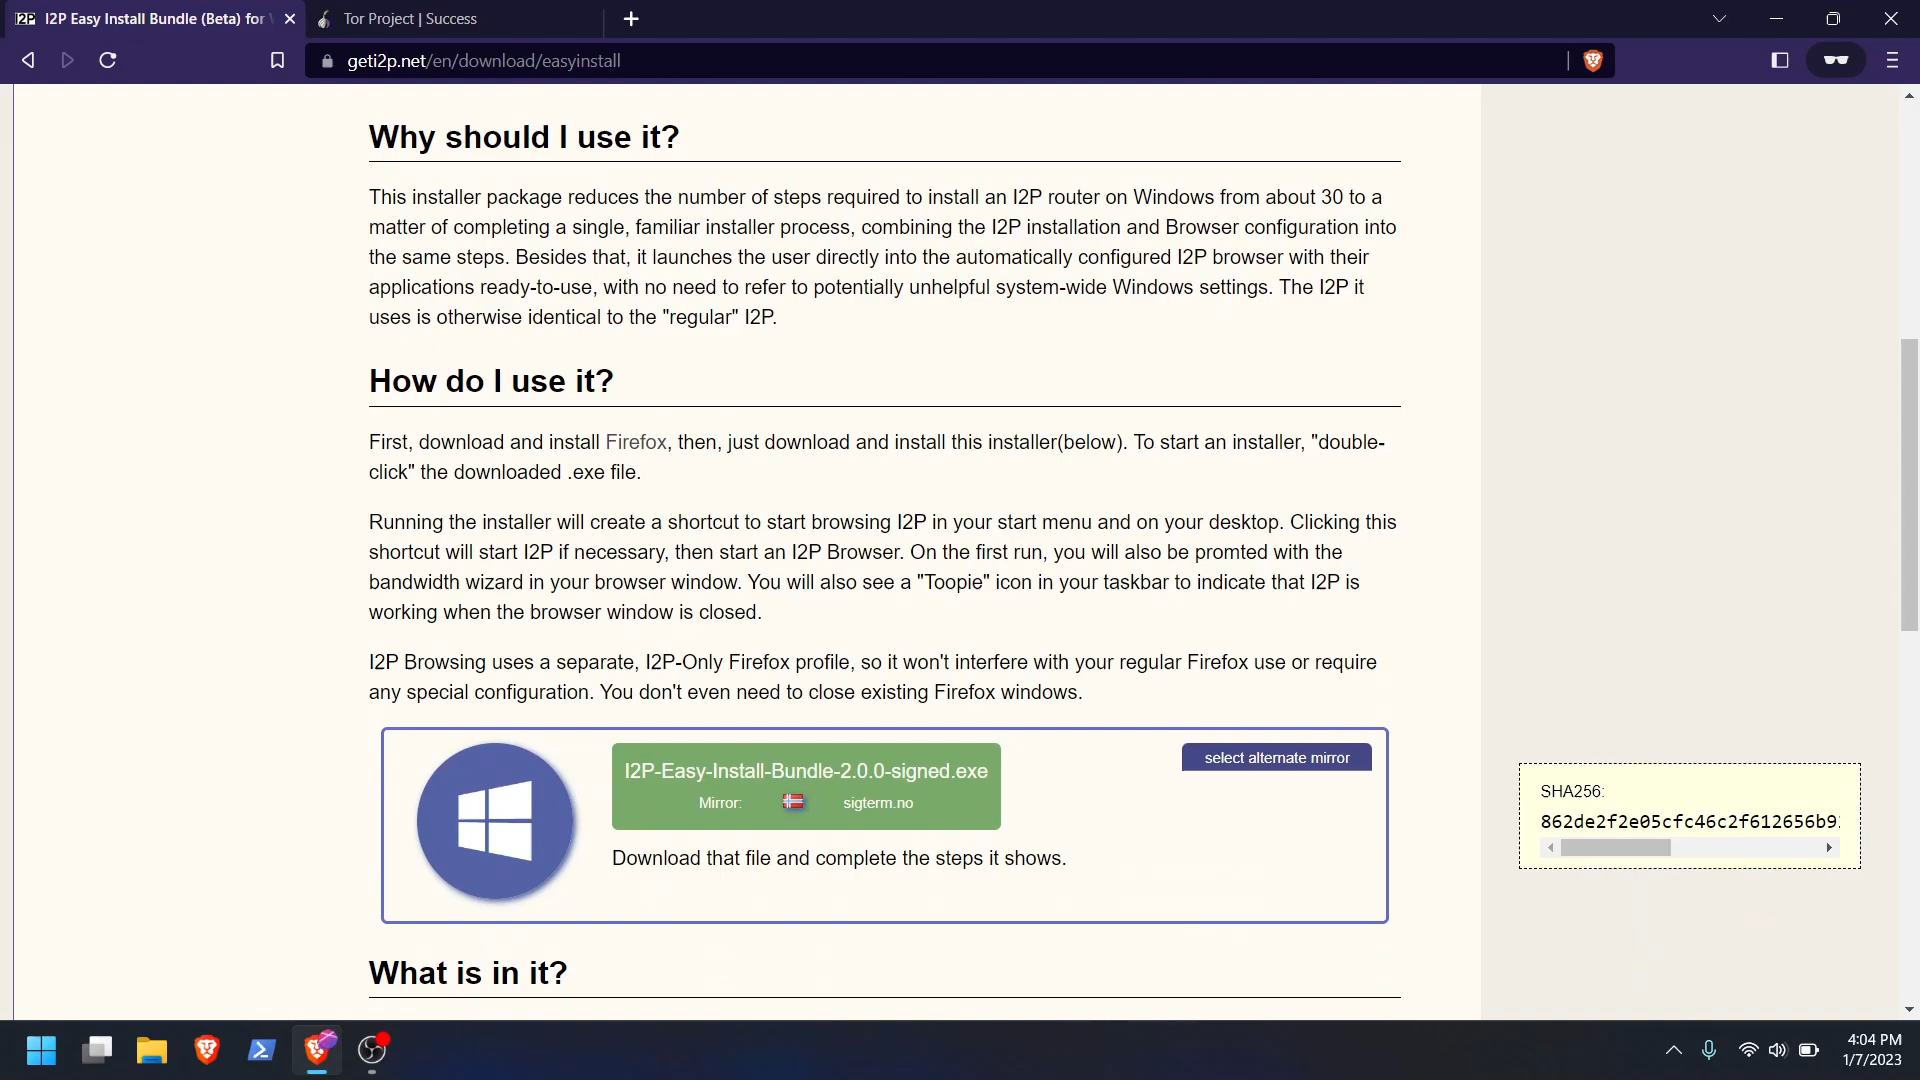 I2P I2P Easy Install Bundle (Beta) for
Tor Project | Success
geti2p.net/en/download/easyinstall
Why should I use it?
This installer package reduces the number of steps required to install an I2P router on Windows from about 30 to a
matter of completing a single, familiar installer process, combining the I2P installation and Browser configuration into
the same steps. Besides that, it launches the user directly into the automatically configured I2P browser with their
applications ready-to-use, with no need to refer to potentially unhelpful system-wide Windows settings. The I2P it
uses is otherwise identical to the "regular" I2P.
How do I use it?
First, download and install Firefox, then, just download and install this installer(below). To start an installer, "double-
click" the downloaded .exe file.
Running the installer will create a shortcut to start browsing I2P in your start menu and on your desktop. Clicking this
shortcut will start I2P if necessary, then start an I2P Browser. On the first run, you will also be promted with the
bandwidth wizard in your browser window. You will also see a "Toopie" icon in your taskbar to indicate that I2P is
working when the browser window is closed.
I2P Browsing uses a separate, I2P-Only Firefox profile, so it won't interfere with your regular Firefox use or require
any special configuration. You don't even need to close existing Firefox windows.
I2P-Easy-Install-Bundle-2.0.0-signed.exe
Mirror: sigterm.no
select alternate mirror
Download that file and complete the steps it shows.
SHA256:
862de2f2e05cfc46c2f612656b9
What is in it?
4:04 PM
1/7/2023